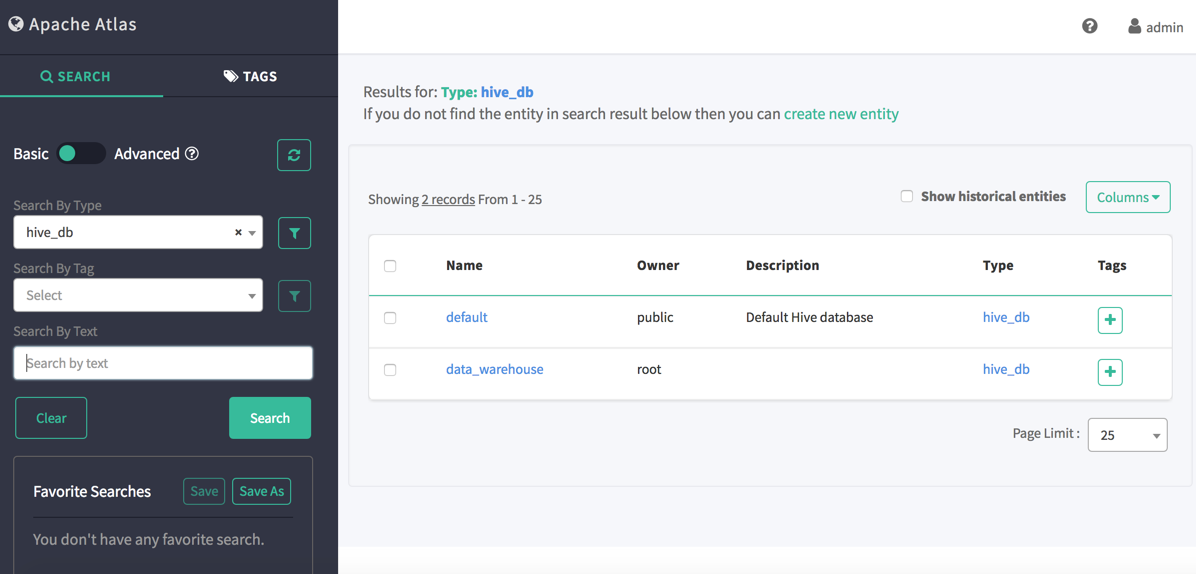 Apache Atlas
admin
SEARCH TAGS
Basic Advanced
Search By Type
hive_db ×
Search By Tag
Select
Search By Text
Search by text
Clear Search
Favorite Searches Save Save As
You don't have any favorite search.
Results for: Type: hive_db
If you do not find the entity in search result below then you can create new entity
Showing 2 records From 1 - 25
Show historical entities Columns
Name Owner Description Type Tags
default public Default Hive database hive_db +
data_warehouse root hive_db +
Page Limit : 25